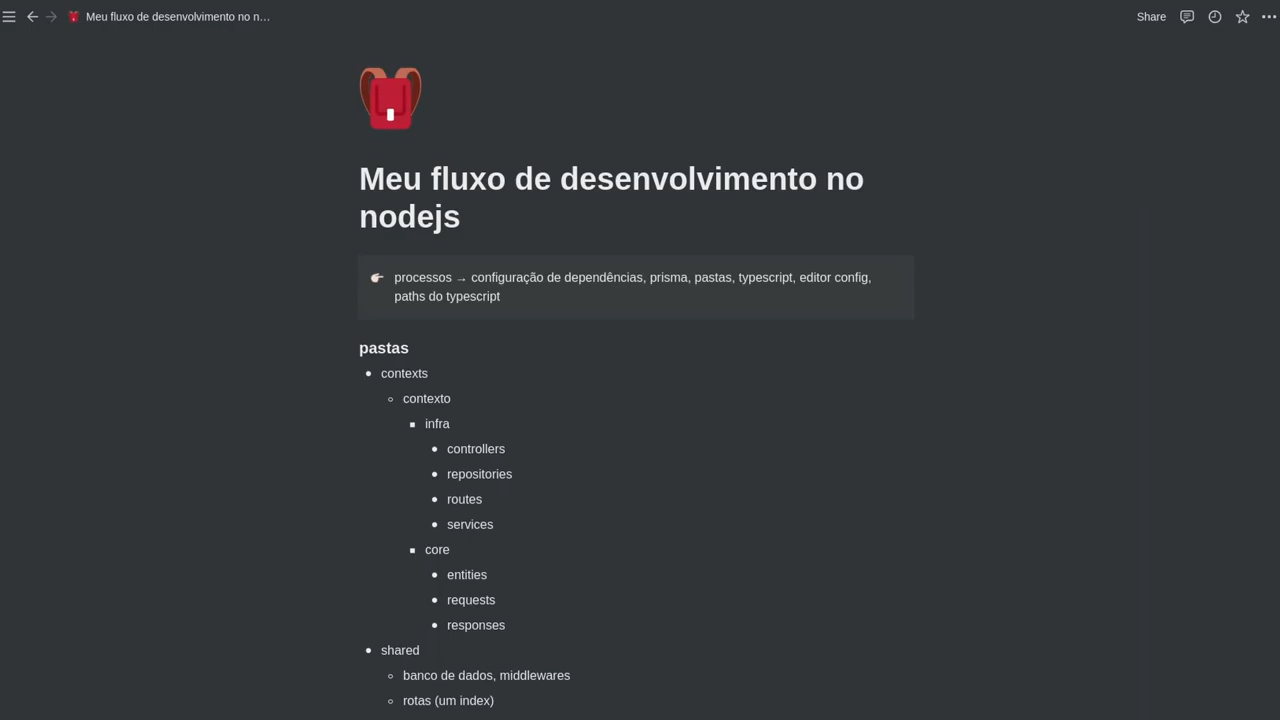 Meu fluxo de desenvolvimento no n…
Share
Meu fluxo de desenvolvimento no
nodejs
processos → configuração de dependências, prisma, pastas, typescript, editor config,
paths do typescript
pastas
contexts
contexto
infra
controllers
repositories
routes
services
core
entities
requests
responses
shared
banco de dados, middlewares
rotas (um index)